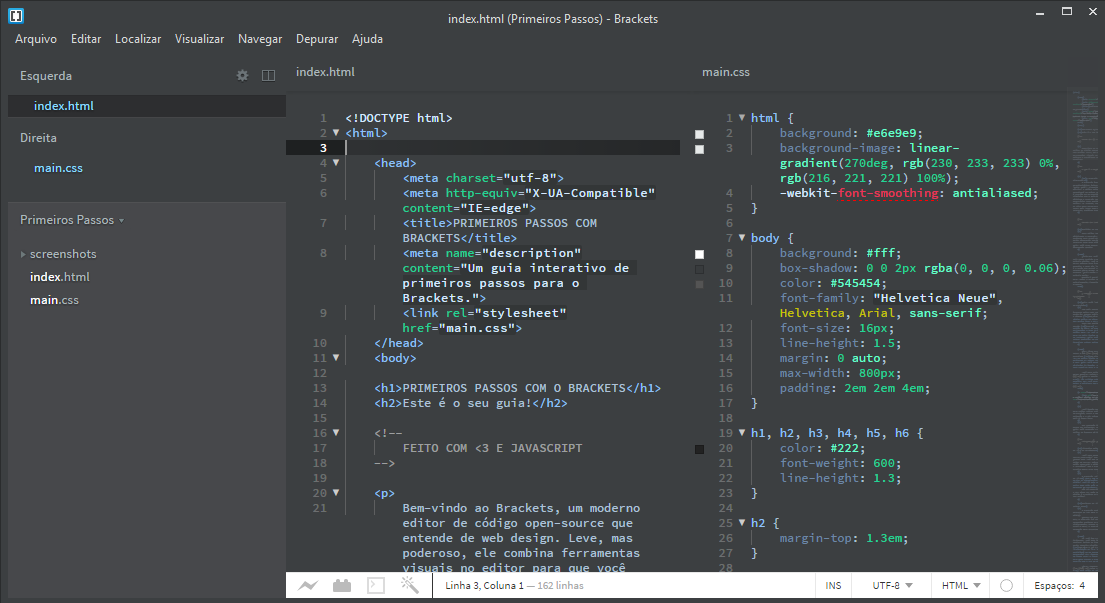 index.html (Primeiros Passos) - Brackets
Arquivo Editar Localizar Visualizar Navegar Depurar Ajuda
Esquerda
index.html
Direita
main.css
Primeiros Passos
screenshots
index.html
main.css
index.html
1 <!DOCTYPE html>
2 <html>
3
4 <head>
5 <meta charset="utf-8">
6 <meta http-equiv="X-UA-Compatible"
content="IE=edge">
7 <title>PRIMEIROS PASSOS COM
BRACKETS</title>
8 <meta name="description"
content="Um guia interativo de
primeiros passos para o
Brackets.">
9 <link rel="stylesheet"
href="main.css">
10 </head>
11 <body>
12
13 <h1>PRIMEIROS PASSOS COM O BRACKETS</h1>
14 <h2>Este é o seu guia!</h2>
15
16 <!--
17 FEITO COM <3 E JAVASCRIPT
18 -->
19
20 <p>
21 Bem-vindo ao Brackets, um moderno
editor de código open-source que
entende de web design. Leve, mas
poderoso, ele combina ferramentas
visuais no editor para que você
main.css
1 html {
2 background: #e6e9e9;
3 background-image: linear-
gradient(270deg, rgb(230, 233, 233) 0%,
rgb(216, 221, 221) 100%);
4 -webkit-font-smoothing: antialiased;
5 }
6
7 body {
8 background: #fff;
9 box-shadow: 0 0 2px rgba(0, 0, 0, 0.06);
10 color: #545454;
11 font-family: "Helvetica Neue",
Helvetica, Arial, sans-serif;
12 font-size: 16px;
13 line-height: 1.5;
14 margin: 0 auto;
15 max-width: 800px;
16 padding: 2em 2em 4em;
17 }
18
19 h1, h2, h3, h4, h5, h6 {
20 color: #222;
21 font-weight: 600;
22 line-height: 1.3;
23 }
24
25 h2 {
26 margin-top: 1.3em;
27 }
28
Linha 3, Coluna 1 — 162 linhas
INS UTF-8 HTML Espaços: 4